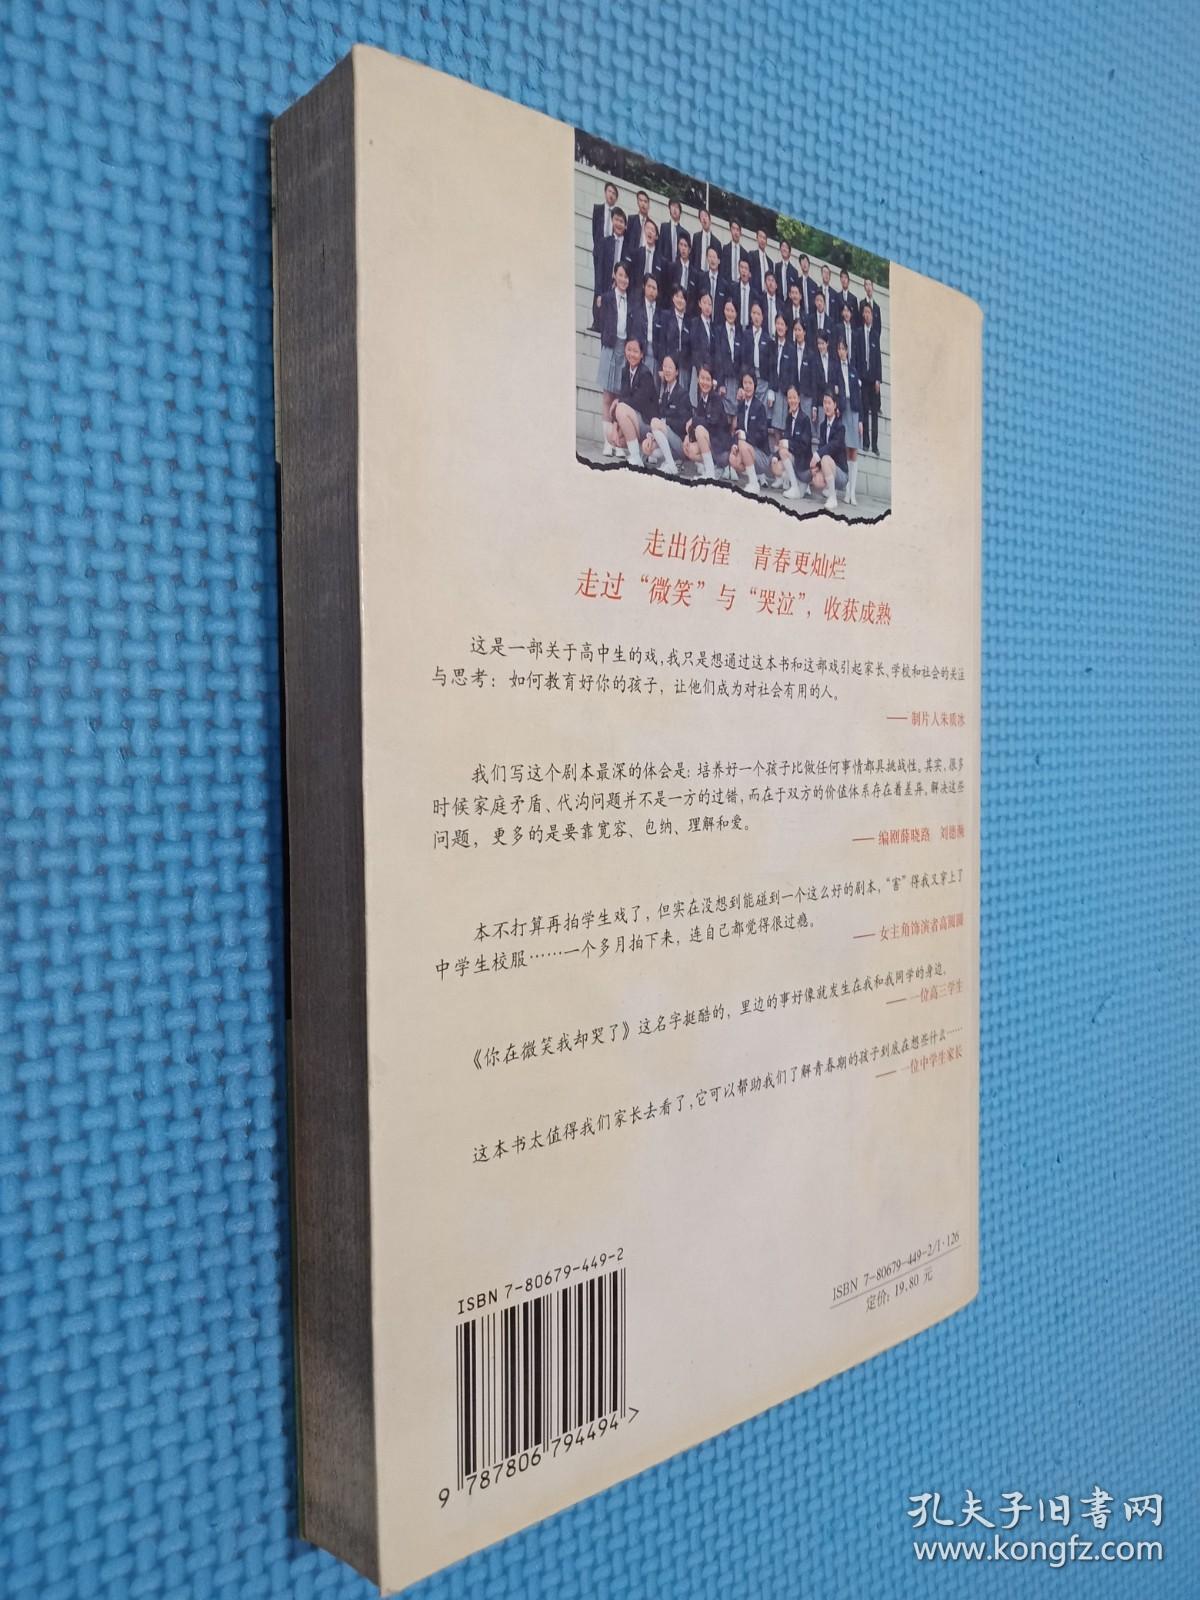 走出彷徨 青春更灿烂
走过“微笑”与“哭泣”，收获成熟
这是一部关于高中生的戏，我只是想通过这本书和这部戏引起家长、学校和社会的关注
与思考：如何教育好你的孩子，让他们成为对社会有用的人。
—— 制片人朱质冰
我们写这个剧本最深的体会是：培养好一个孩子比做任何事情都具挑战性。其实，很多
时候家庭矛盾、代沟问题并不是一方的过错，而在于双方的价值体系存在着差异。解决这些
问题，更多的是要靠宽容、包纳、理解和爱。
—— 编剧薛晓路 刘德濒
本不打算再拍学生戏了，但实在没想到能碰到一个这么好的剧本，“害”得我又穿上了
中学生校服……一个多月拍下来，连自己都觉得很过瘾。
—— 女主角饰演者高圆圆
《你在微笑我却哭了》这名字挺酷的，里边的事好像就发生在我和我同学的身边。
—— 一位高三学生
这本书太值得我们家长去看了，它可以帮助我们了解青春期的孩子到底在想些什么……
—— 一位中学生家长
ISBN 7-80679-449-2
9 787806 794494 >
ISBN 7-80679-449-2/I·126
定价：19.80 元
孔夫子旧书网
www.kongfz.com